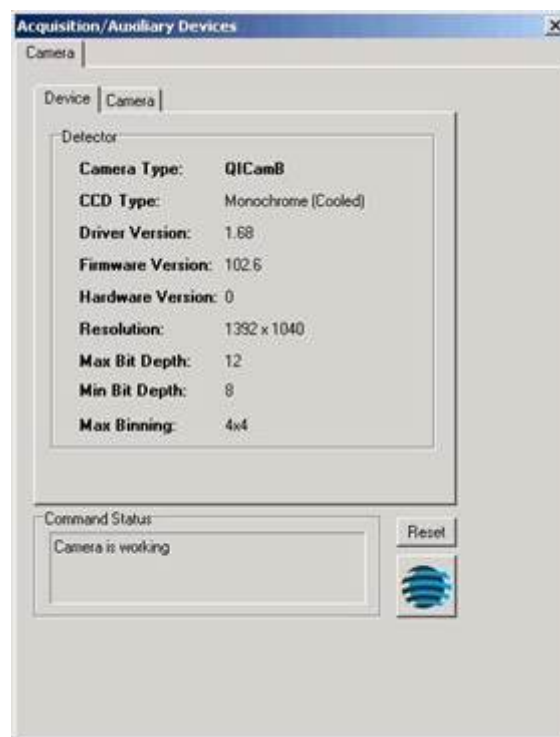 Acquisition/Auxiliary Devices
Camera
Device Camera
Detector
Camera Type: QICamB
CCD Type: Monochrome (Cooled)
Driver Version: 1.68
Firmware Version: 102.6
Hardware Version: 0
Resolution: 1392 x 1040
Max Bit Depth: 12
Min Bit Depth: 8
Max Binning: 4x4
Command Status
Camera is working
Reset